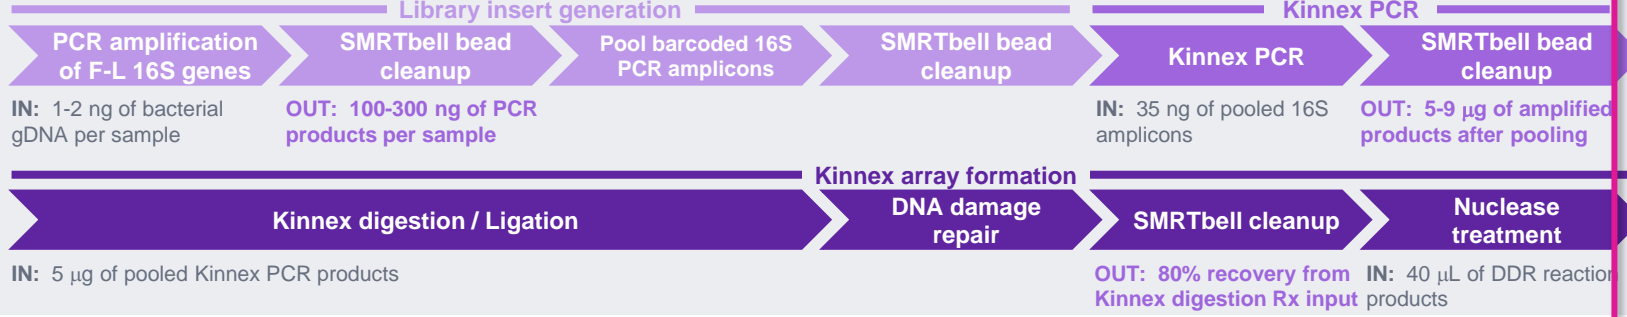 Library insert generation
Kinnex PCR
PCR amplification
of F-L 16S genes
SMRTbell bead
cleanup
Pool barcoded 16S
PCR amplicons
SMRTbell bead
cleanup
Kinnex PCR
SMRTbell bead
cleanup
IN: 1-2 ng of bacterial
gDNA per sample
OUT: 100-300 ng of PCR
products per sample
IN: 35 ng of pooled 16S
amplicons
OUT: 5-9 µg of amplified
products after pooling
Kinnex array formation
Kinnex digestion / Ligation
DNA damage
repair
SMRTbell cleanup
Nuclease
treatment
IN: 5 µg of pooled Kinnex PCR products
OUT: 80% recovery from
Kinnex digestion Rx input
IN: 40 µL of DDR reaction
products